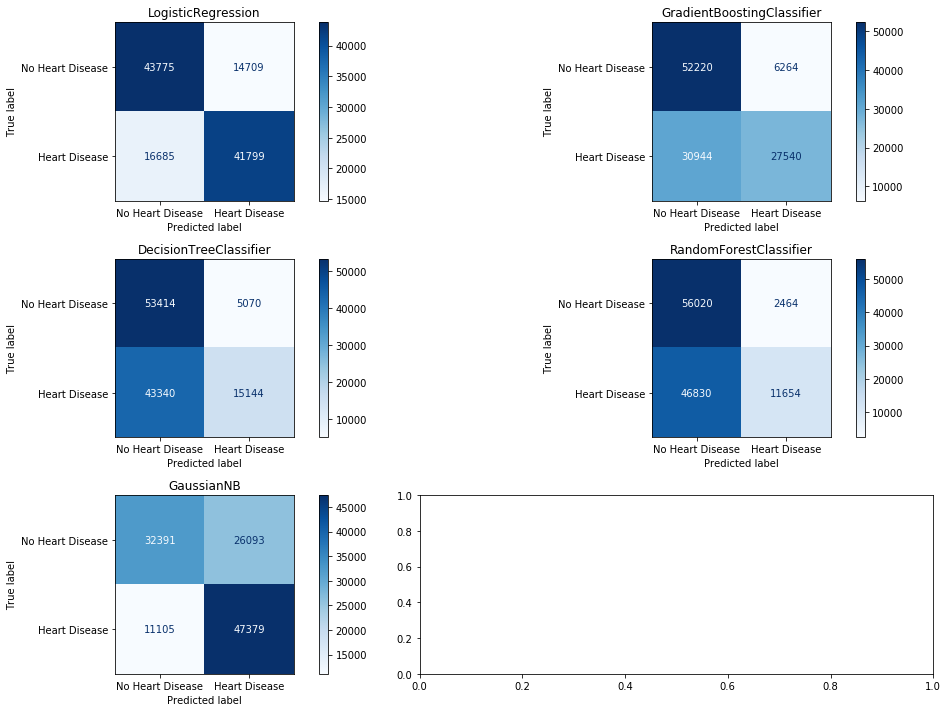 LogisticRegression
No Heart Disease
Heart Disease
True label
43775
14709
16685
41799
No Heart Disease
Heart Disease
Predicted label
40000
35000
30000
25000
20000
15000
GradientBoostingClassifier
No Heart Disease
Heart Disease
True label
52220
6264
30944
27540
No Heart Disease
Heart Disease
Predicted label
50000
40000
30000
20000
10000
DecisionTreeClassifier
No Heart Disease
Heart Disease
True label
53414
5070
43340
15144
No Heart Disease
Heart Disease
Predicted label
50000
40000
30000
20000
10000
RandomForestClassifier
No Heart Disease
Heart Disease
True label
56020
2464
46830
11654
No Heart Disease
Heart Disease
Predicted label
50000
40000
30000
20000
10000
GaussianNB
No Heart Disease
Heart Disease
True label
32391
26093
11105
47379
No Heart Disease
Heart Disease
Predicted label
45000
40000
35000
30000
25000
20000
15000
1.0
0.8
0.6
0.4
0.2
0.0
0.0
0.2
0.4
0.6
0.8
1.0